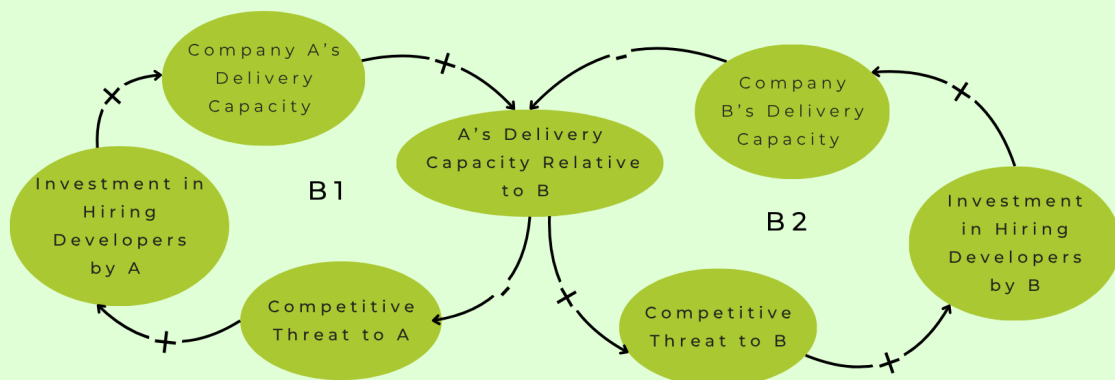 Company A's
Delivery
Capacity
+
-
Company
B's Delivery
Capacity
+
+
A's Delivery
Capacity Relative
to B
Investment in
Hiring
Developers
by A
B1
B2
Investment
in Hiring
Developers
by B
-
+
Competitive
Threat to A
+
Competitive
Threat to B
+